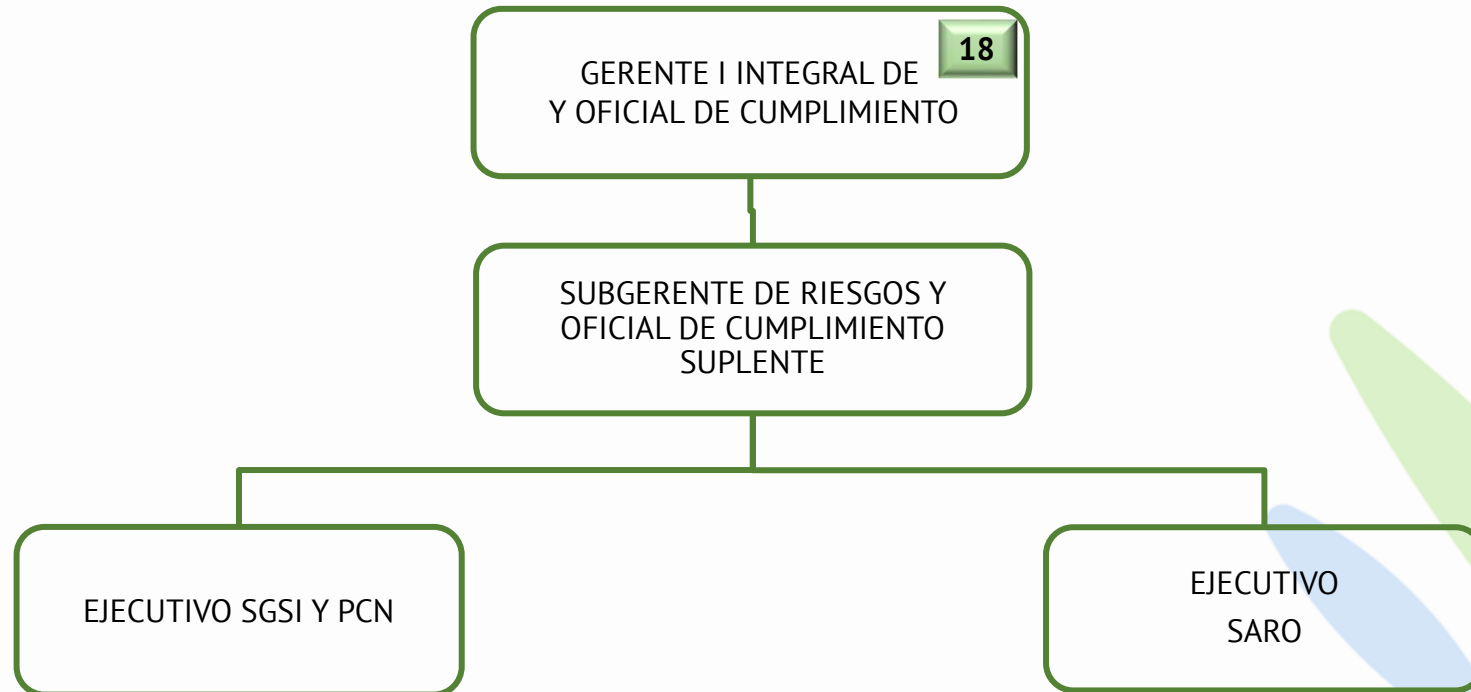 18
GERENTE I INTEGRAL DE
Y OFICIAL DE CUMPLIMIENTO
SUBGERENTE DE RIESGOS Y
OFICIAL DE CUMPLIMIENTO
SUPLENTE
EJECUTIVO SGSI Y PCN
EJECUTIVO
SARO